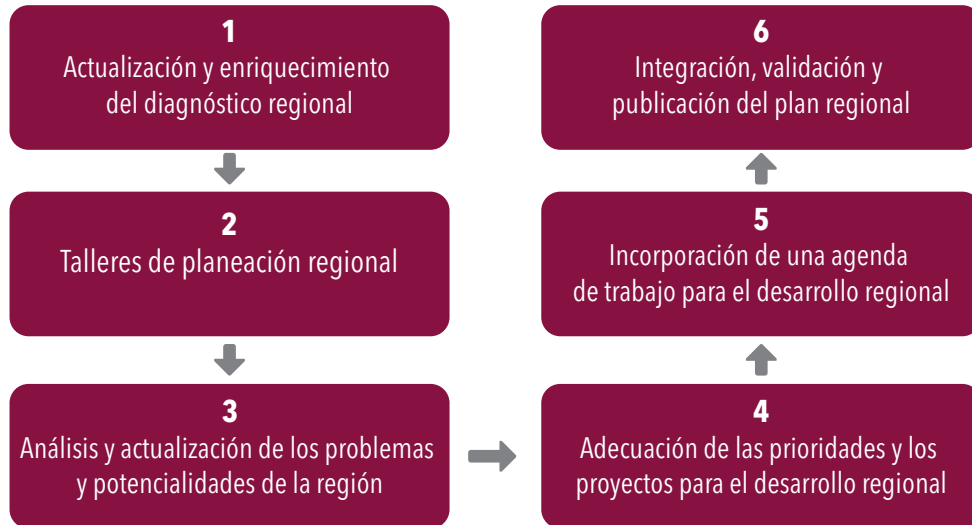 1
Actualización y enriquecimiento
del diagnóstico regional
2
Talleres de planeación regional
3
Análisis y actualización de los problemas
y potencialidades de la región
4
Adecuación de las prioridades y los
proyectos para el desarrollo regional
5
Incorporación de una agenda
de trabajo para el desarrollo regional
6
Integración, validación y
publicación del plan regional